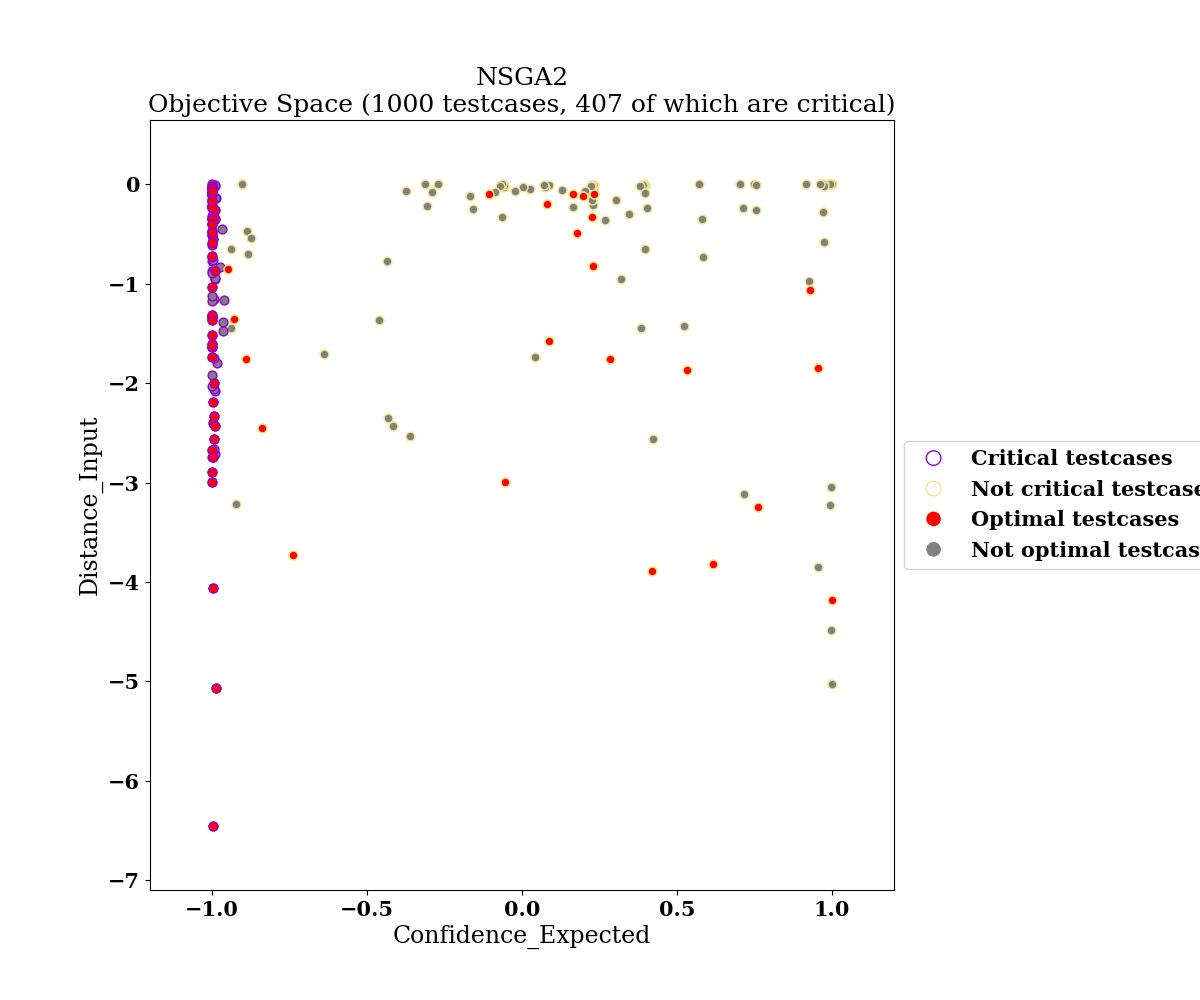 NSGA2
Objective Space (1000 testcases, 407 of which are critical)
0
−1
−2
−3
−4
−5
−6
−7
Distance_Input
−1.0 −0.5 0.0 0.5 1.0
Confidence_Expected
Critical testcases
Not critical testcase
Optimal testcases
Not optimal testcas